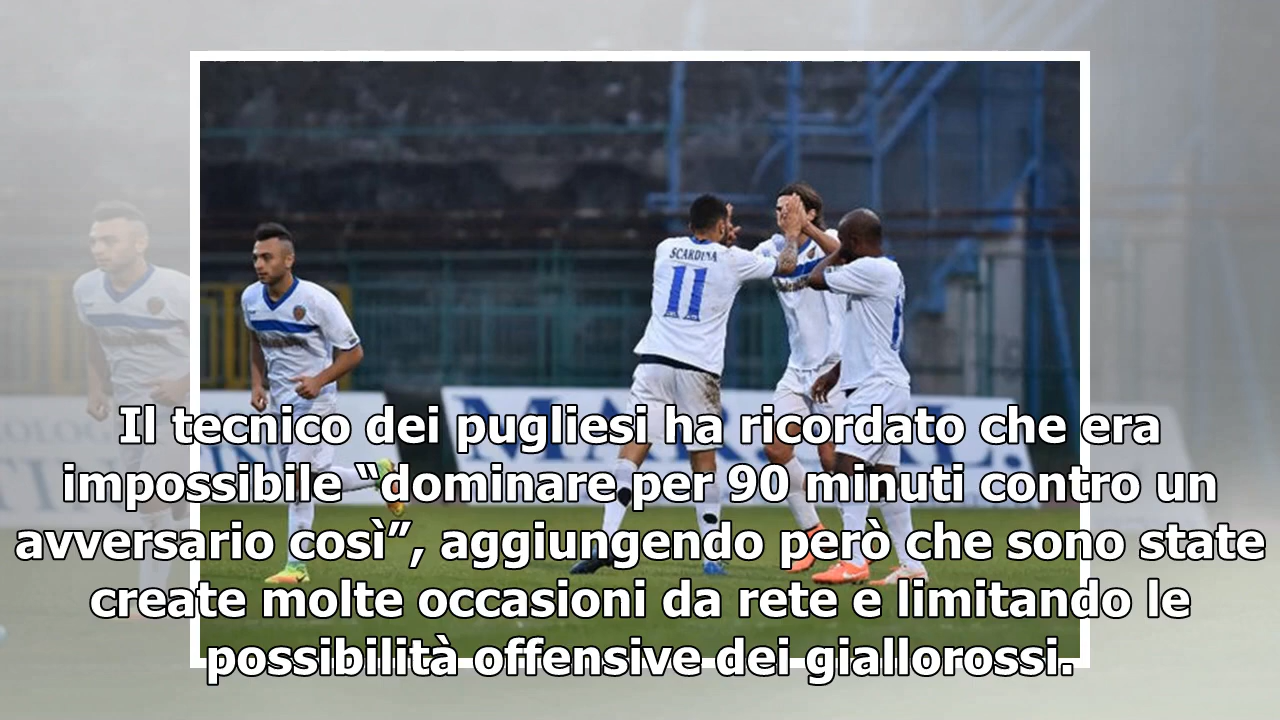 SCARDINA
11
Il tecnico dei pugliesi ha ricordato che era
impossibile “dominare per 90 minuti contro un
avversario così”, aggiungendo però che sono state
create molte occasioni da rete e limitando le
possibilità offensive dei giallorossi.